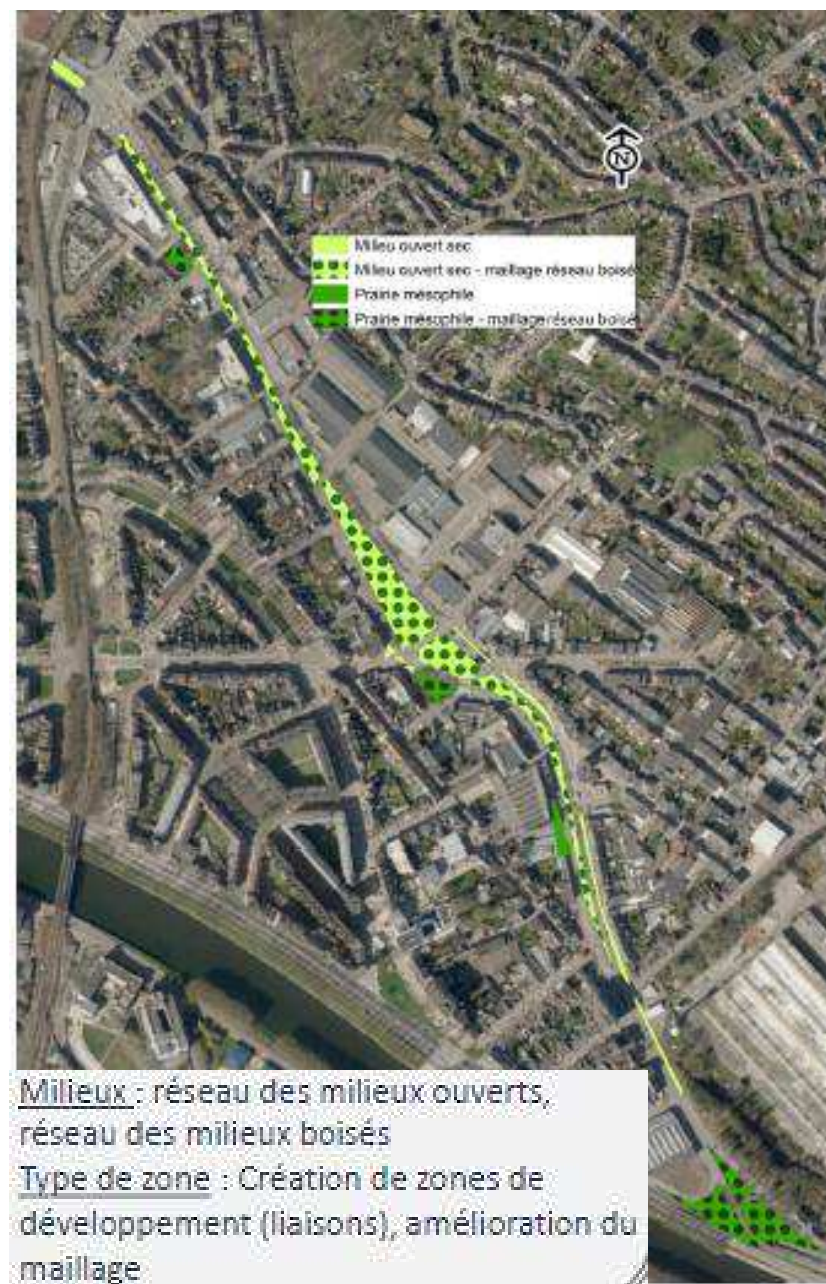 N
Milieu ouvert sec
Milieu ouvert sec - maillage réseau boisé
Prairie mésophile
Prairie mésophile - maillage réseau boisé
Milieux : réseau des milieux ouverts,
réseau des milieux boisés
Type de zone : Création de zones de
développement (liaisons), amélioration du
maillage